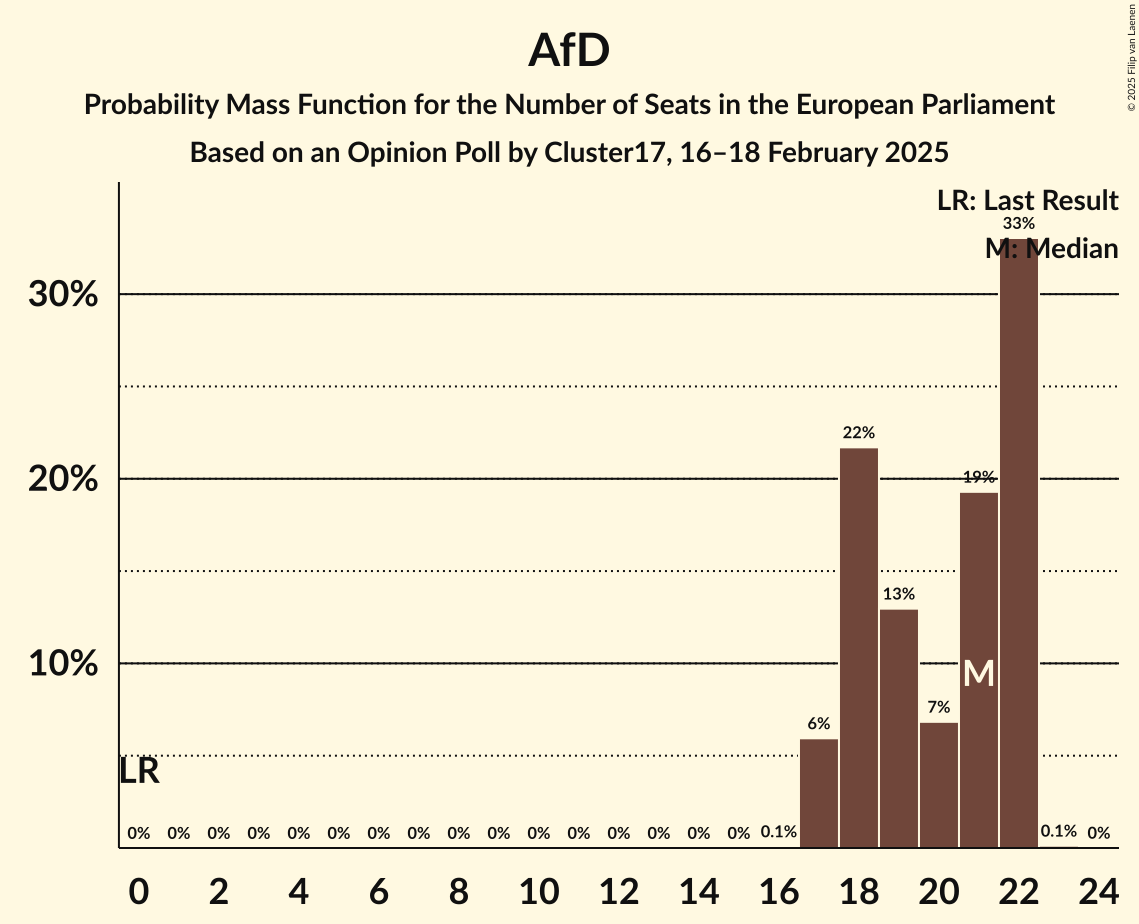 AfD
Probability Mass Function for the Number of Seats in the European Parliament
Based on an Opinion Poll by Cluster17, 16–18 February 2025
© 2025 Filip van Laenen
LR: Last Result
M: Median
33%
30%
22%
20%
19%
13%
10%
M
7%
6%
LR
0% 0% 0% 0% 0% 0% 0% 0% 0% 0% 0% 0% 0% 0% 0% 0% 0.1% 0.1% 0%
0 2 4 6 8 10 12 14 16 18 20 22 24